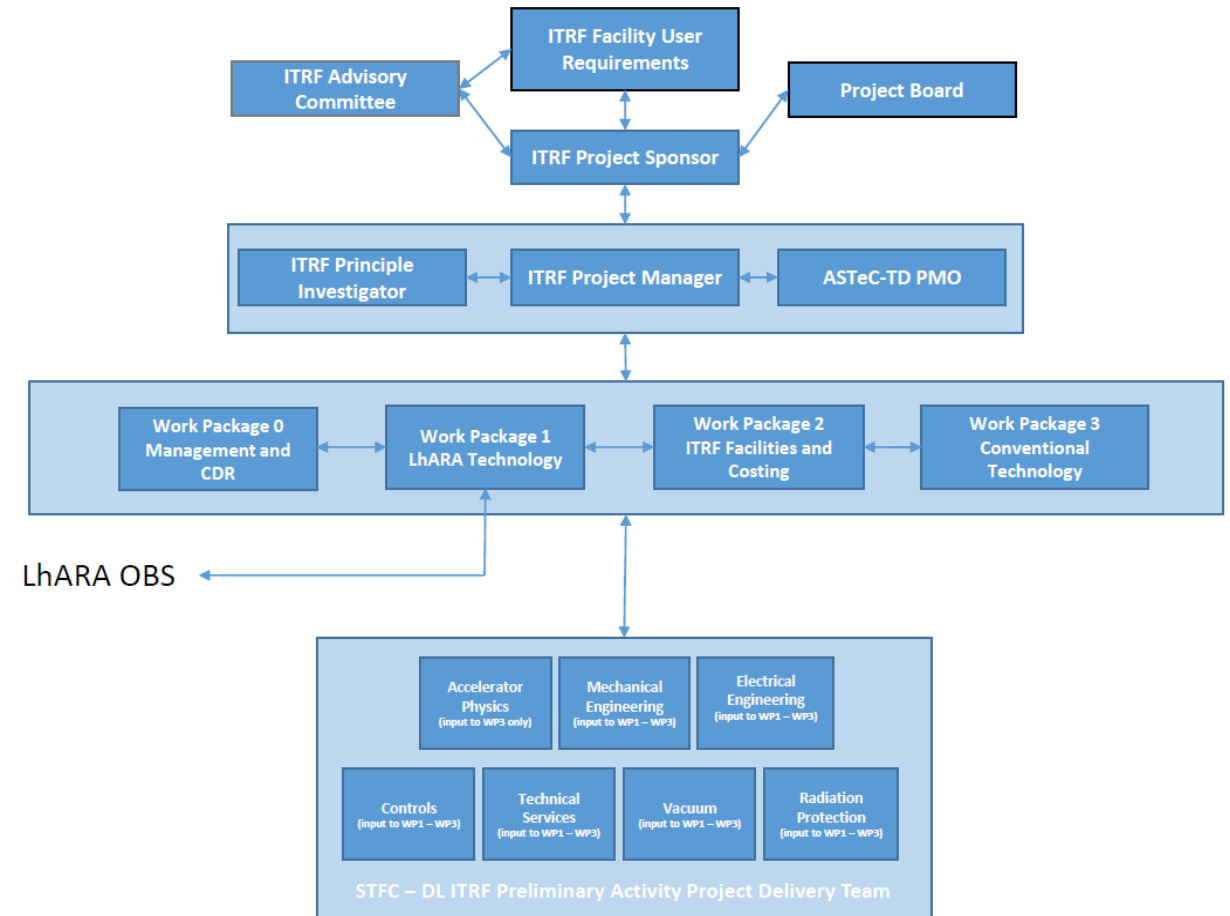 ITRF Facility User
Requirements
ITRF Advisory
Committee
Project Board
ITRF Project Sponsor
ITRF Principle
Investigator
ITRF Project Manager
ASTeC-TD PMO
Work Package 0
Management and
CDR
Work Package 1
LhARA Technology
Work Package 2
ITRF Facilities and
Costing
Work Package 3
Conventional
Technology
LhARA OBS
Accelerator
Physics
(input to WP3 only)
Mechanical
Engineering
(input to WP1 – WP3)
Electrical
Engineering
(input to WP1 – WP3)
Controls
(input to WP1 – WP3)
Technical
Services
(input to WP1 – WP3)
Vacuum
(input to WP1 – WP3)
Radiation
Protection
(input to WP1 – WP3)
STFC – DL ITRF Preliminary Activity Project Delivery Team